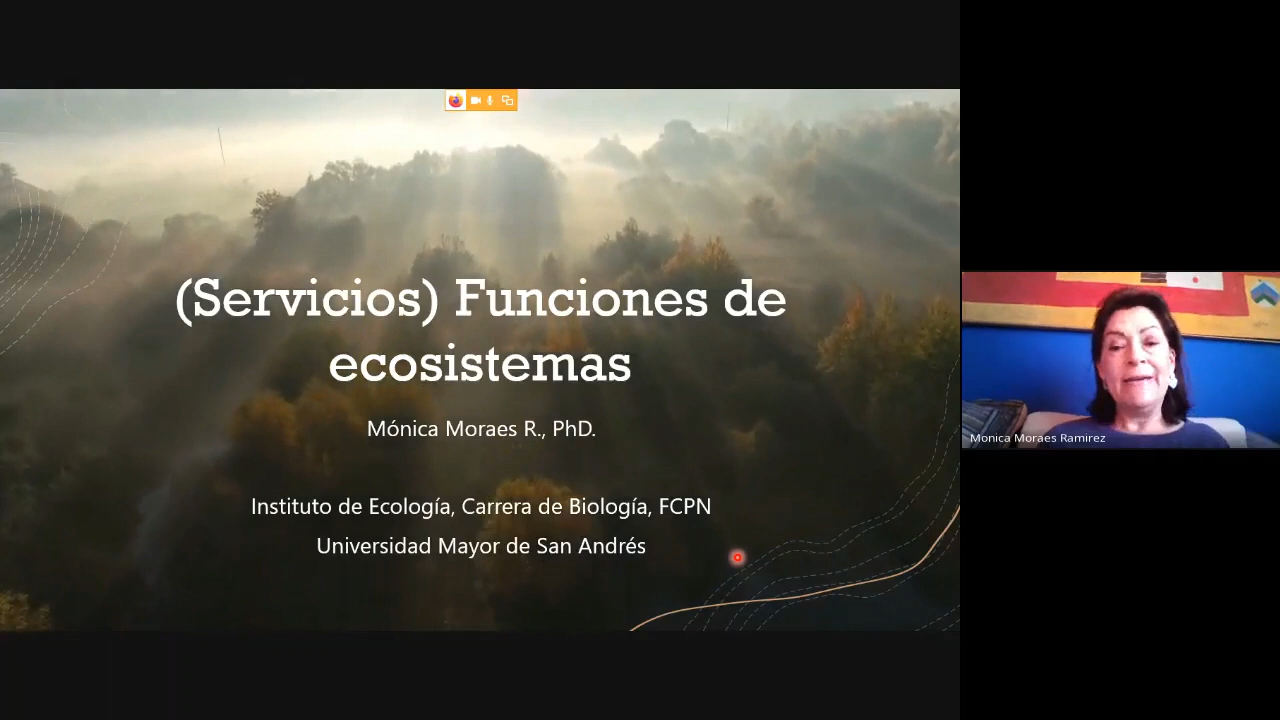 (Servicios) Funciones de
ecosistemas
Mónica Moraes R., PhD.
Instituto de Ecología, Carrera de Biología, FCPN
Universidad Mayor de San Andrés
Monica Moraes Ramirez